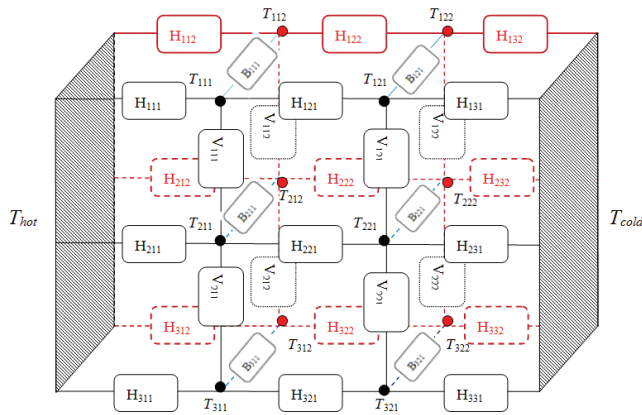 T112 T122
H112 H122 H132
T111 B111 T121 B121
H111 H121 H131
V111 V112 V121 V122
H212 H222 H232
T212 T222
T211 B211 T221 B221
Thot Tcold
H211 H221 H231
V211 V212 V221 V222
H312 H322 H332
T312 T322
B311 B321
H311 T311 H321 T321 H331